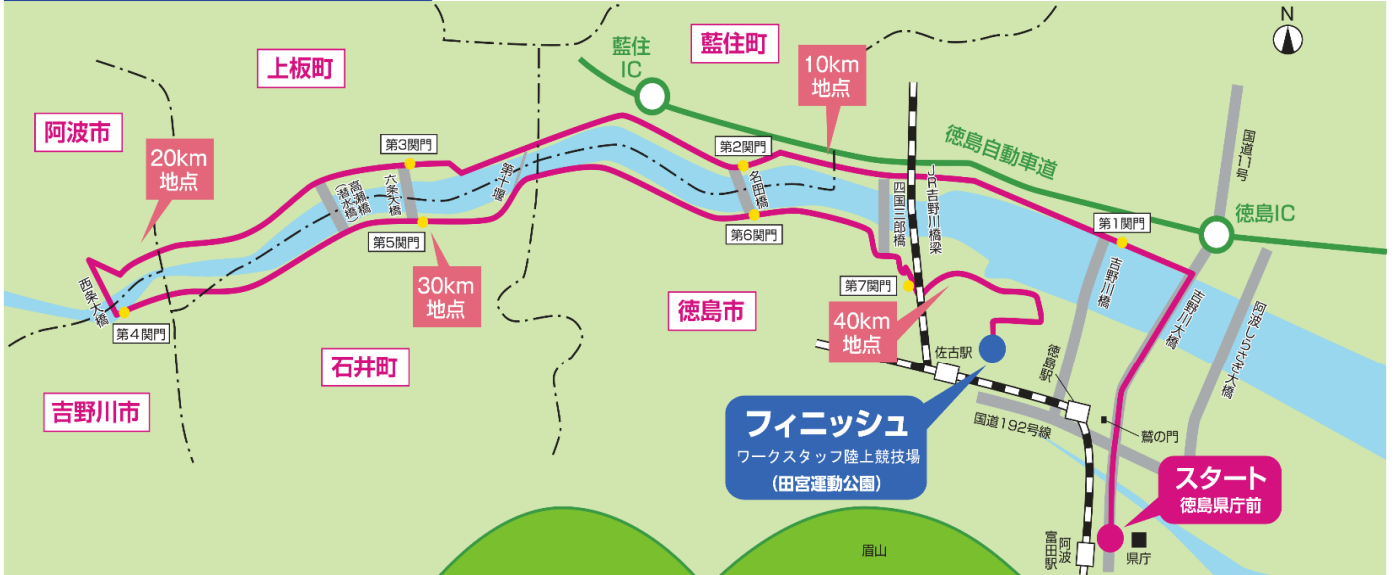 N
藍住町
藍住
IC
上板町
10km
地点
阿波市
徳島自動車道
国道11号
第3関門
第2関門
20km
地点
高瀬橋
(潜水橋)
六条大橋
第十堰
名田橋
四国三郎橋
JR吉野川橋梁
第1関門
徳島IC
第5関門
第6関門
吉野川橋
吉野川大橋
阿波しらさぎ大橋
西条大橋
第4関門
30km
地点
第7関門
徳島市
40km
地点
佐古駅
徳島駅
石井町
吉野川市
フィニッシュ
ワークスタッフ陸上競技場
(田宮運動公園)
国道192号線
鷲の門
スタート
徳島県庁前
眉山
阿波
富田駅
県庁